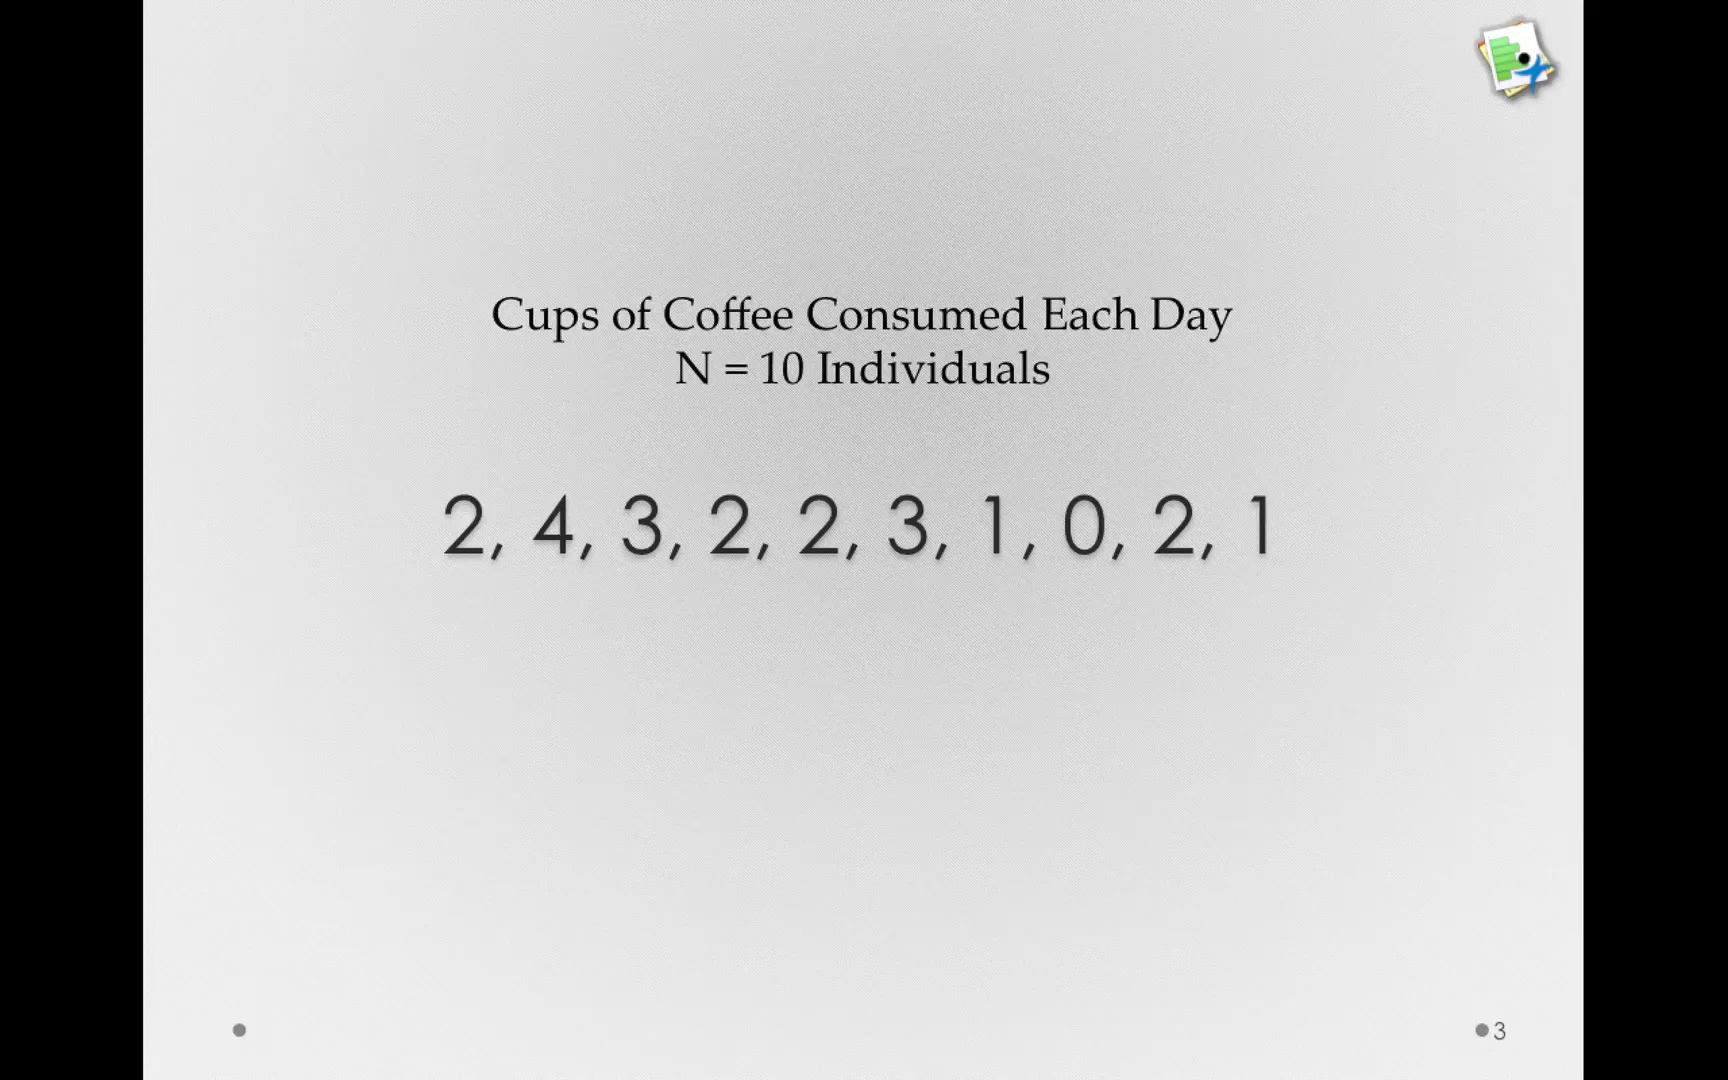 Cups of Coffee Consumed Each Day
N = 10 Individuals
2, 4, 3, 2, 2, 3, 1, 0, 2, 1
3